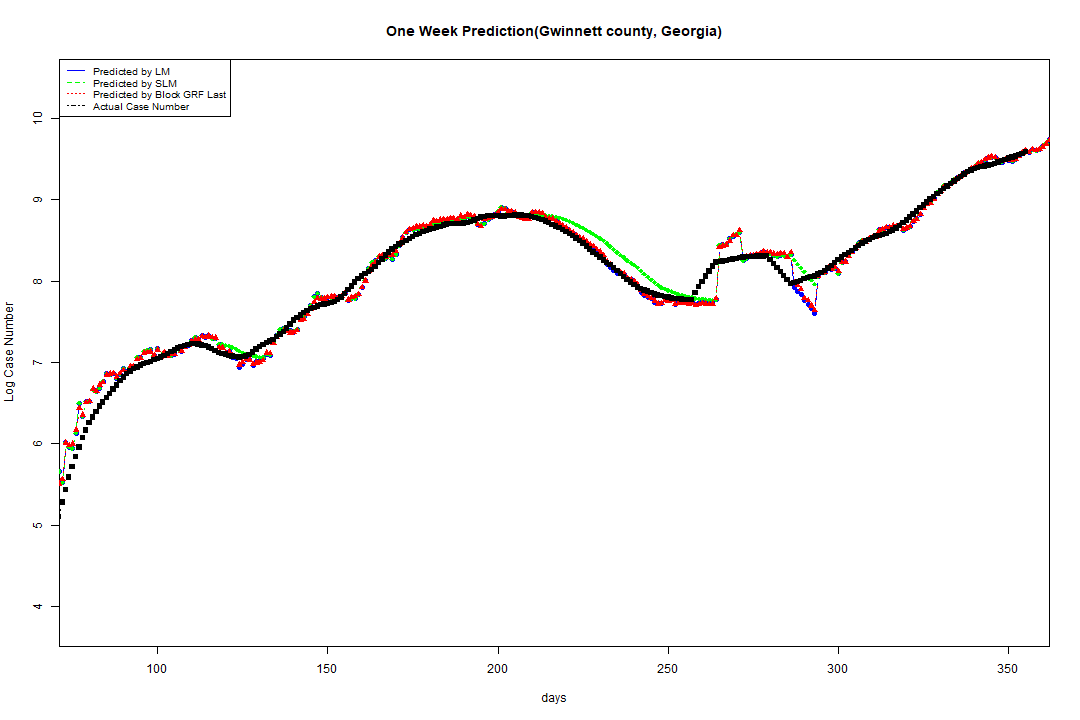 One Week Prediction(Gwinnett county, Georgia)
Predicted by LM
Predicted by SLM
Predicted by Block GRF Last
Actual Case Number
10
9
8
7
6
5
4
Log Case Number
100 150 200 250 300 350
days